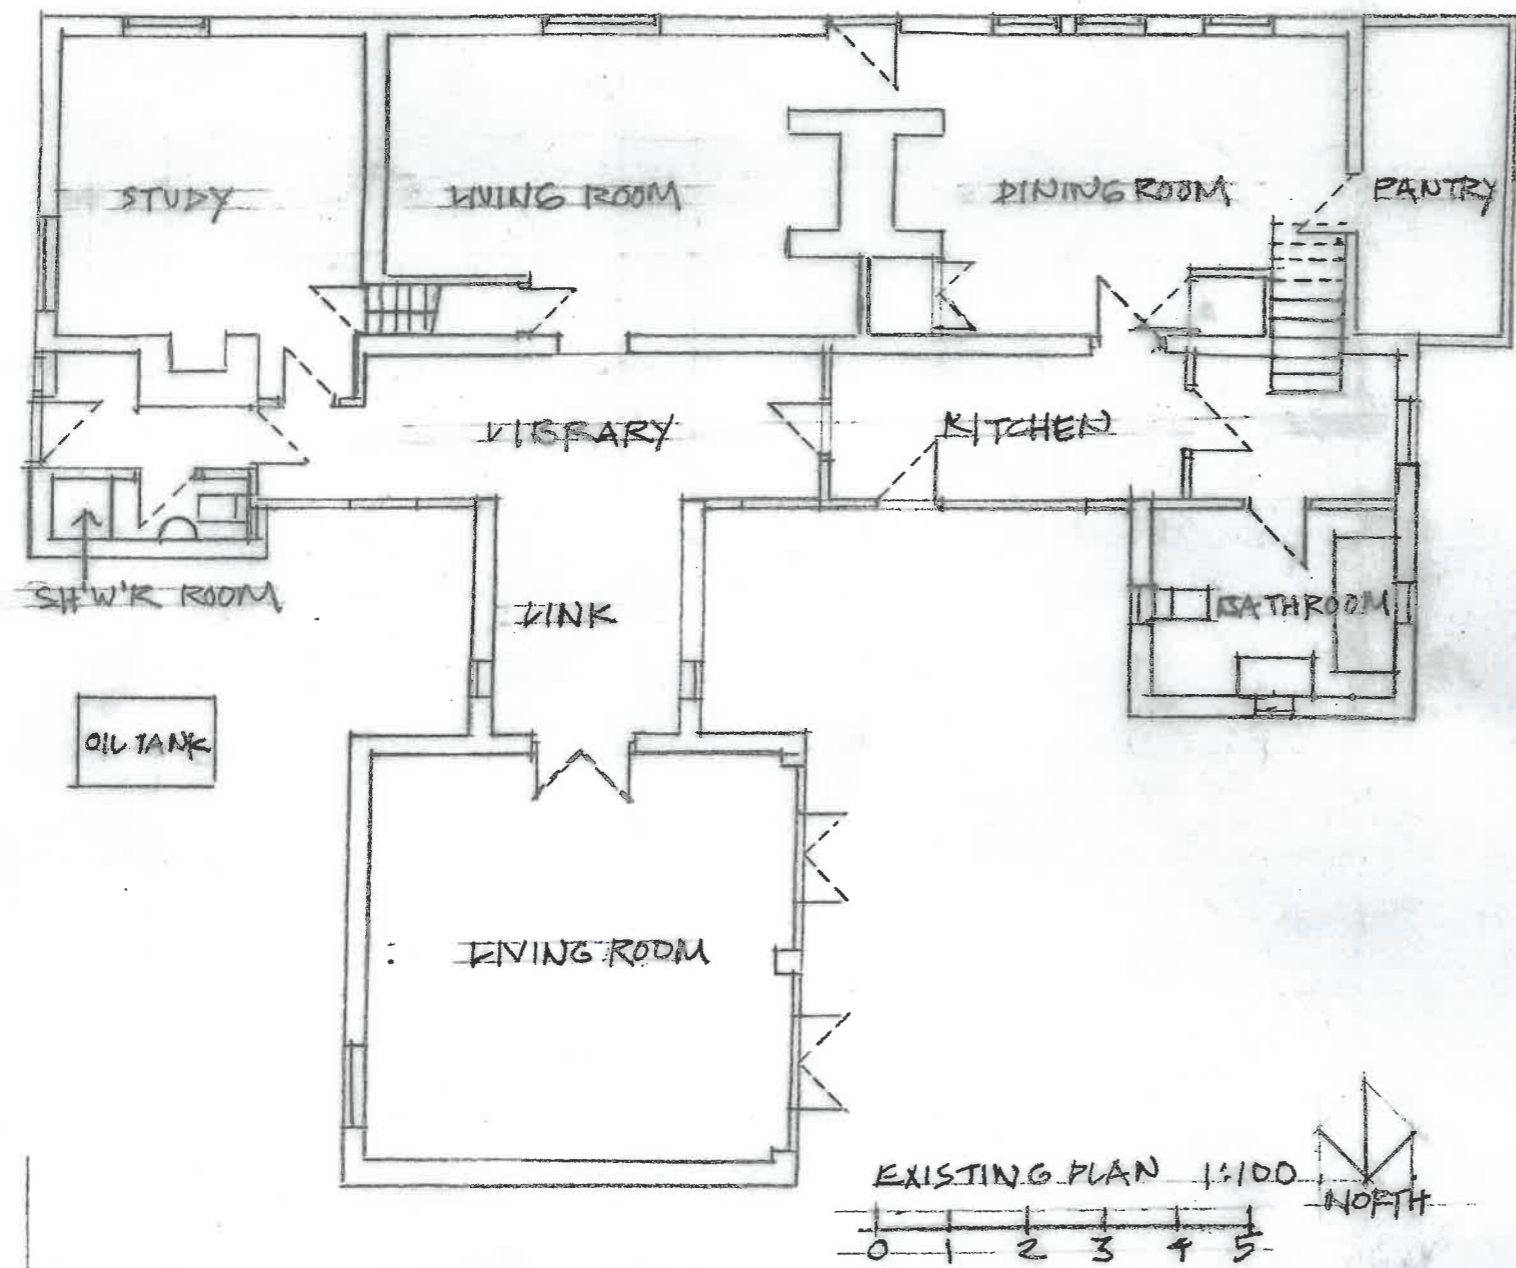 STUDY
LIVING ROOM
DINING ROOM
PANTRY
LIBRARY
KITCHEN
SH'W'R ROOM
LINK
BATHROOM
OIL TANK
LIVING ROOM
EXISTING PLAN 1:100
NORTH
0 1 2 3 4 5